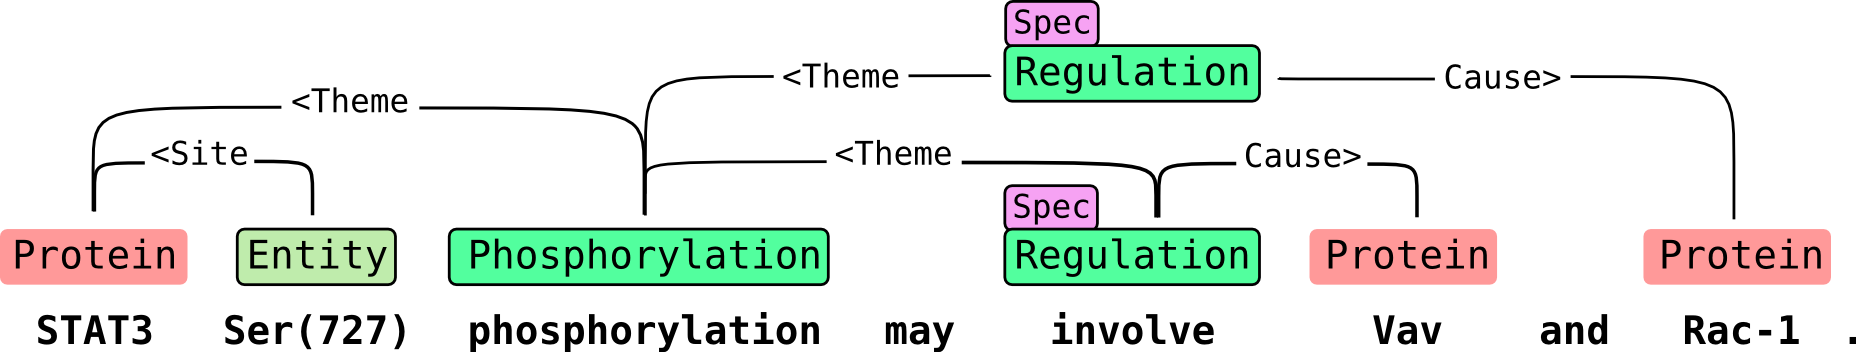 Spec
<Theme Regulation Cause>
<Theme
<Site <Theme Cause>
Spec
Protein Entity Phosphorylation Regulation Protein Protein
STAT3 Ser(727) phosphorylation may involve Vav and Rac-1 .